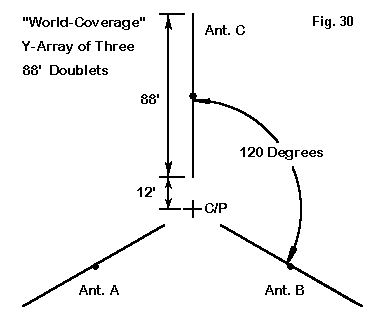 "World-Coverage"
Y-Array of Three
88' Doublets
Ant. C
Fig. 30
88'
120 Degrees
12'
C/P
Ant. A
Ant. B